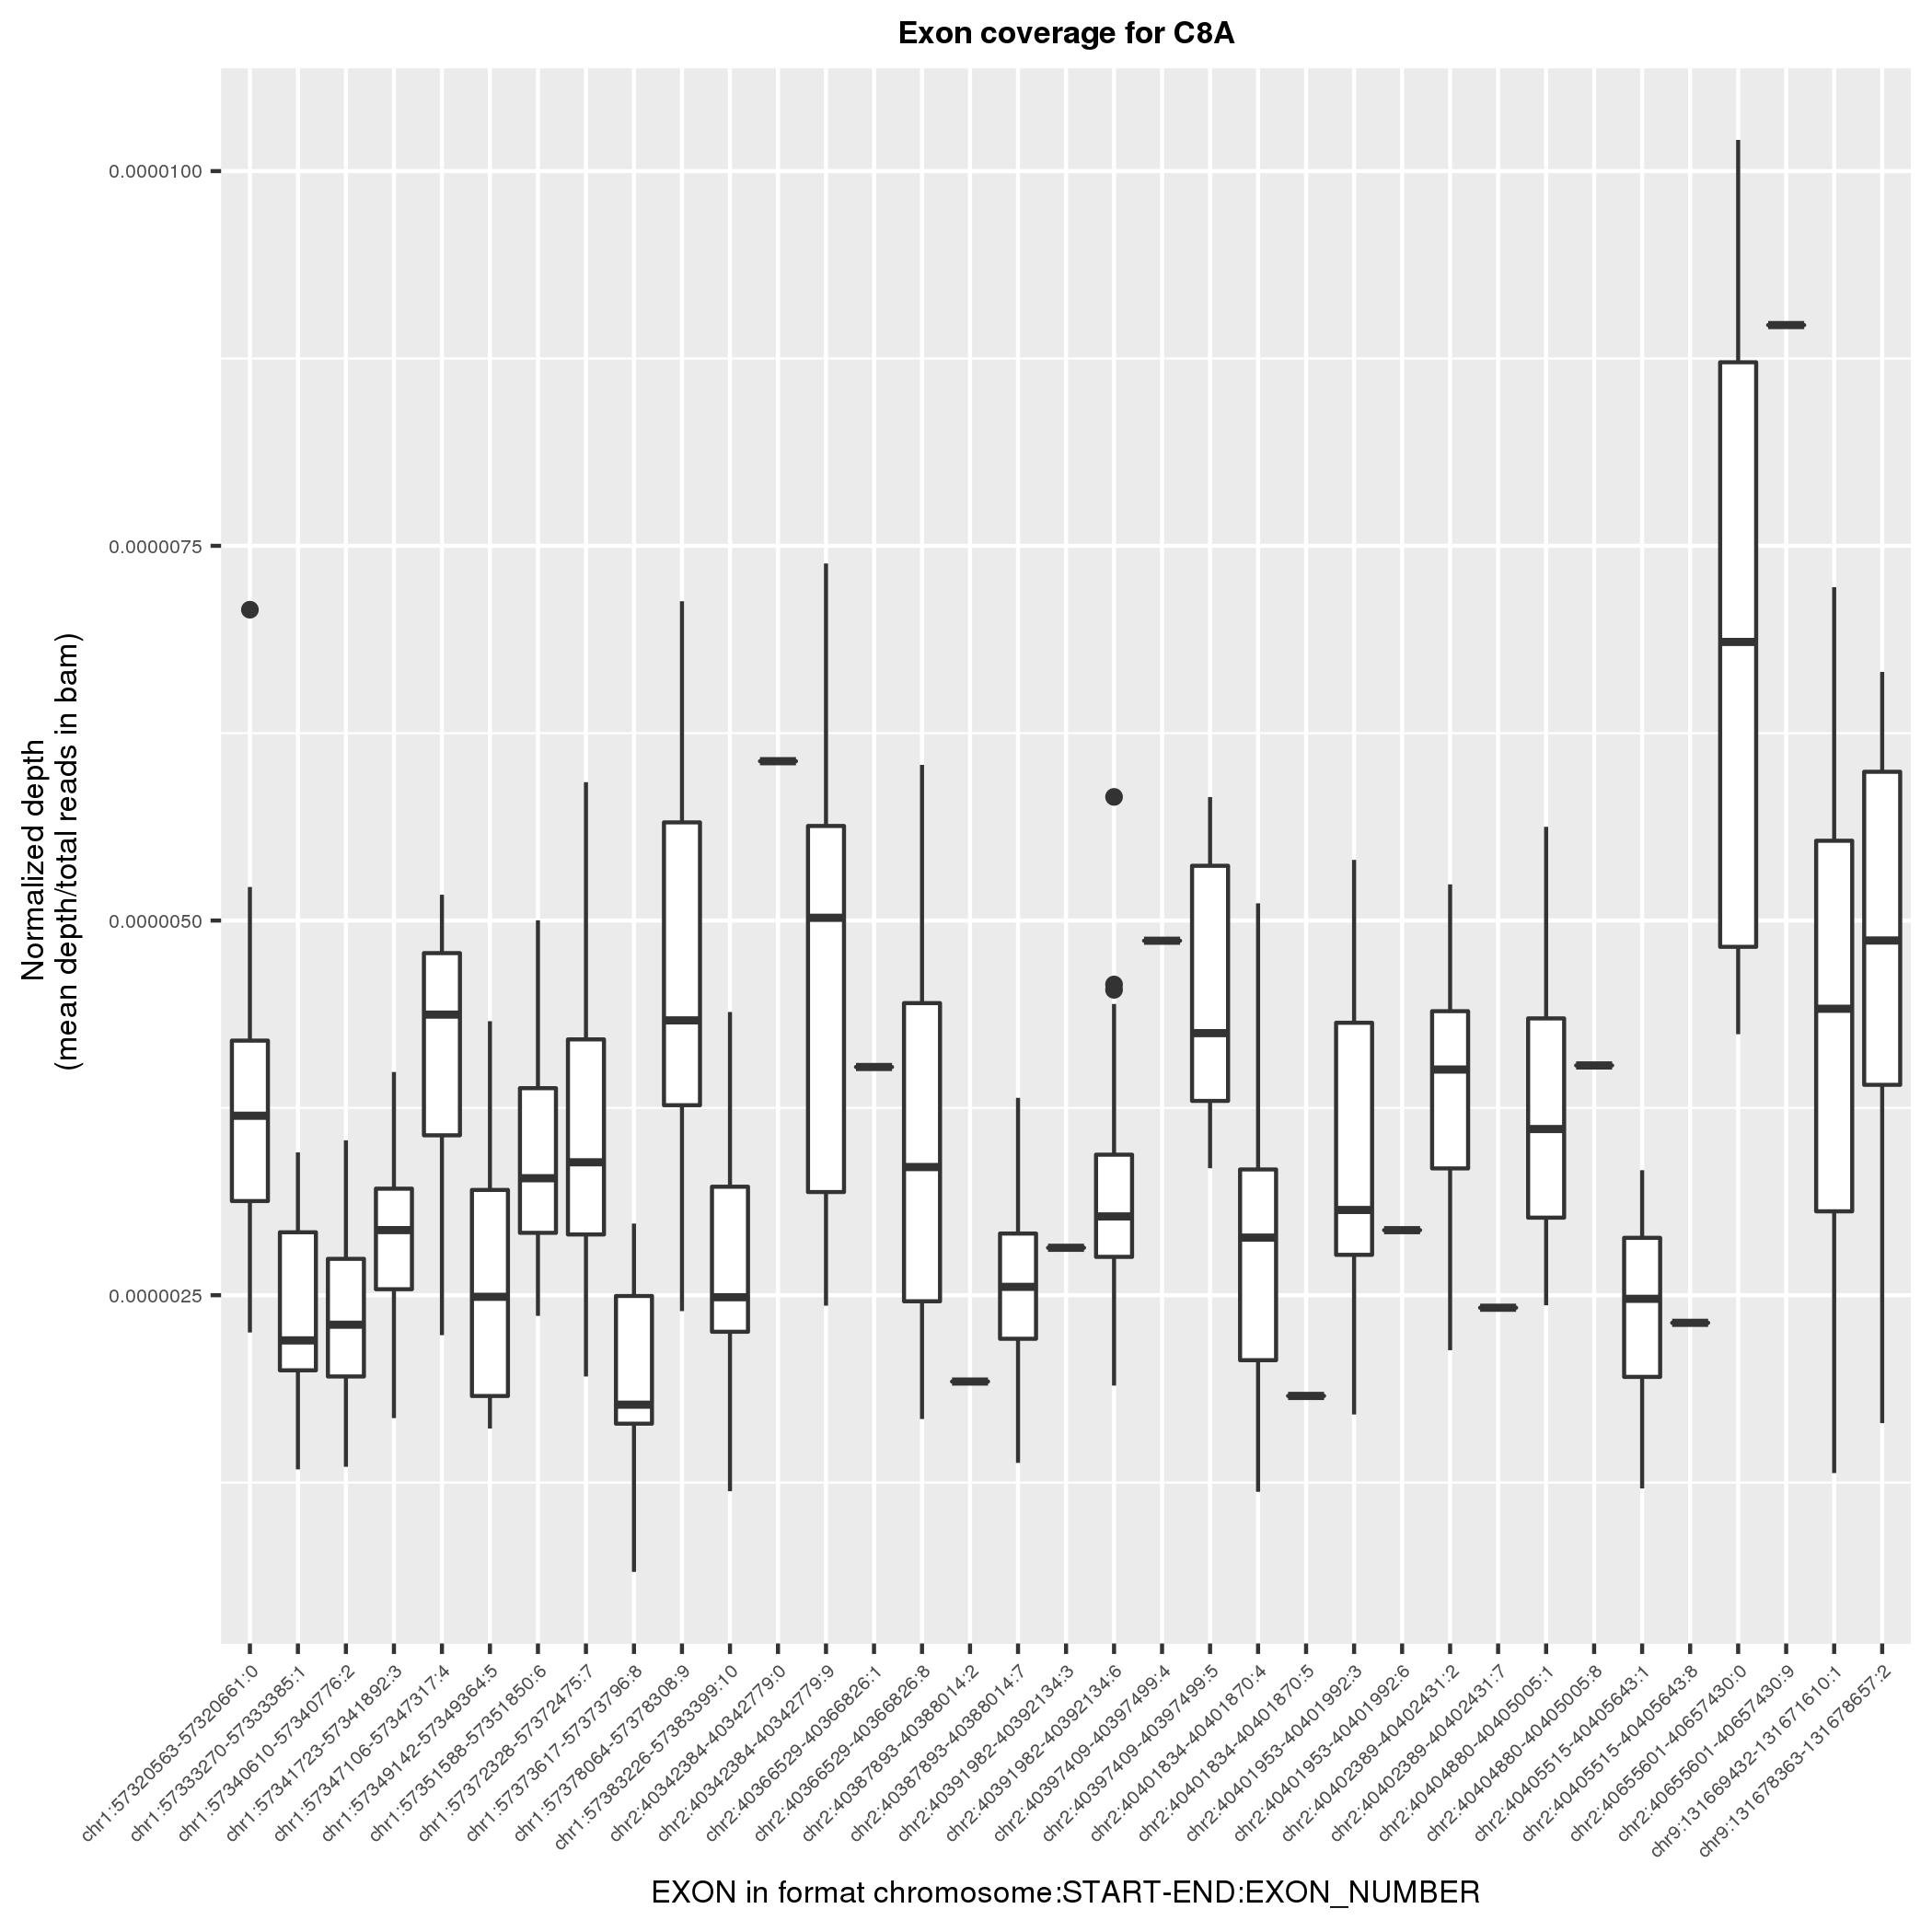 Exon coverage for C8A
0.0000100
0.0000075
0.0000050
0.0000025
Normalized depth
(mean depth/total reads in bam)
chr1:57320563-57320661:0
chr1:57333270-57333385:1
chr1:57340610-57340776:2
chr1:57341723-57341892:3
chr1:57347106-57347317:4
chr1:57349142-57349364:5
chr1:57351588-57351850:6
chr1:57372328-57372475:7
chr1:57373617-57373796:8
chr1:57378064-57378308:9
chr1:57383226-57383399:10
chr2:40342384-40342779:0
chr2:40342384-40342779:9
chr2:40366529-40366826:1
chr2:40366529-40366826:8
chr2:40387893-40388014:2
chr2:40387893-40388014:7
chr2:40391982-40392134:3
chr2:40391982-40392134:6
chr2:40397409-40397499:4
chr2:40397409-40397499:5
chr2:40401834-40401870:4
chr2:40401834-40401870:5
chr2:40401953-40401992:3
chr2:40401953-40401992:6
chr2:40402389-40402431:2
chr2:40402389-40402431:7
chr2:40404880-40405005:1
chr2:40404880-40405005:8
chr2:40405515-40405643:1
chr2:40405515-40405643:8
chr2:40655601-40657430:0
chr2:40655601-40657430:9
chr9:13169432-13171610:1
chr9:131678363-131678657:2
EXON in format chromosome:START-END:EXON_NUMBER